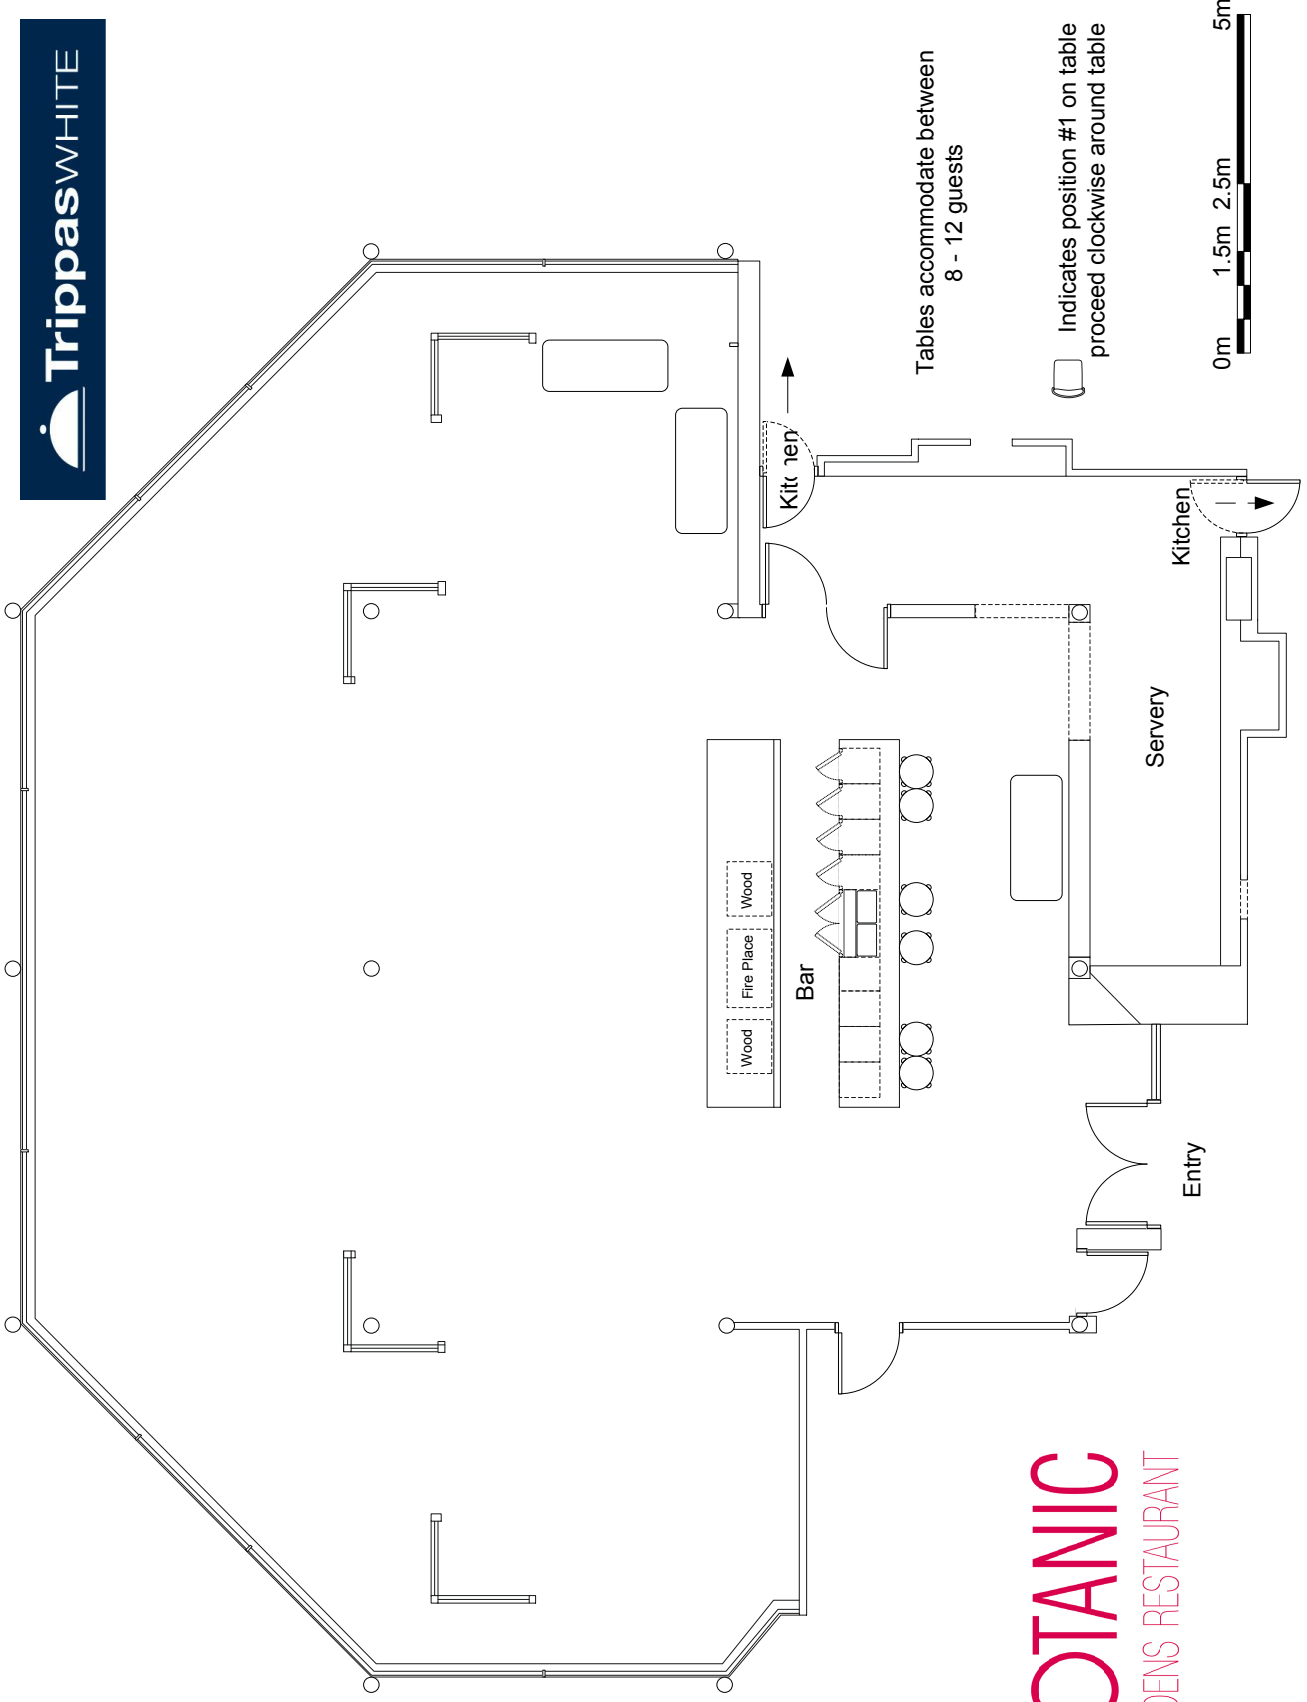 TrippasWHITE
Tables accommodate between
8 - 12 guests
Indicates position #1 on table
proceed clockwise around table
0m 1.5m 2.5m 5m
Kitchen
Kitchen
Servery
Wood
Fire Place
Wood
Bar
Entry
OTANIC
DENS RESTAURANT